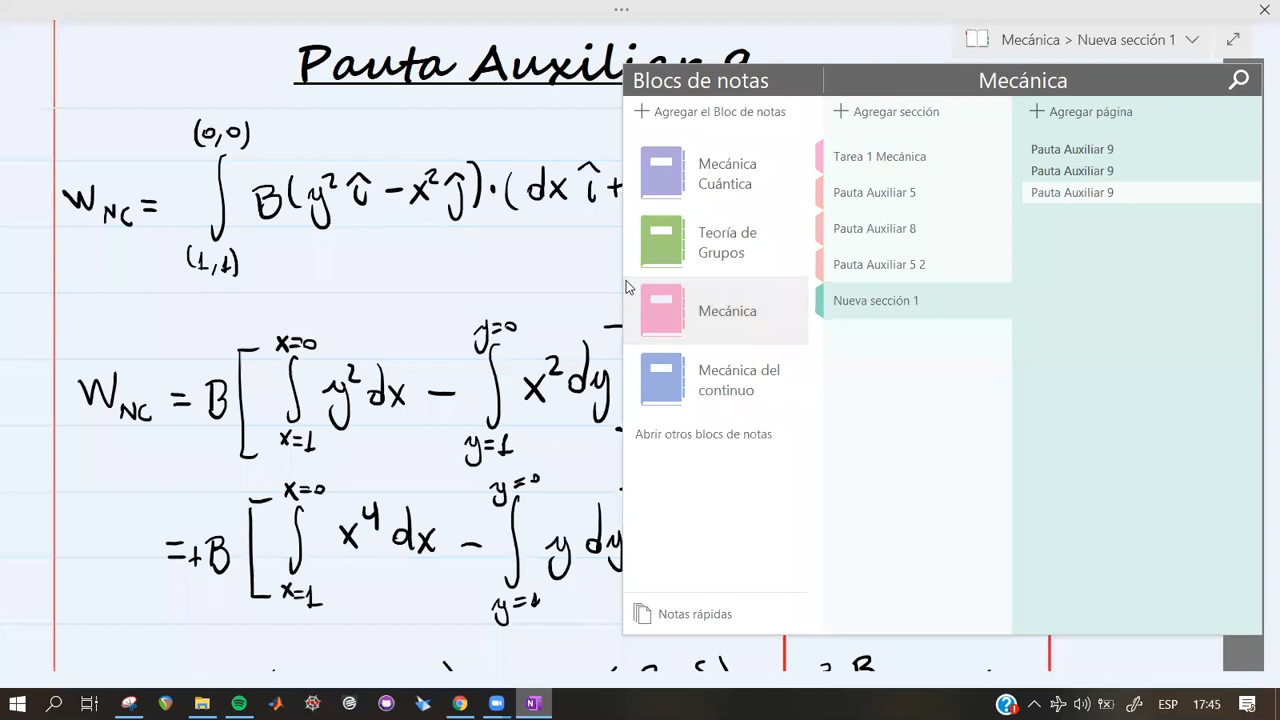 Mecánica > Nueva sección 1
Pauta Auxiliar 9
Blocs de notas
Mecánica
Agregar el Bloc de notas
Agregar sección
Agregar página
Mecánica Cuántica
Teoría de Grupos
Mecánica
Mecánica del continuo
Abrir otros blocs de notas
Notas rápidas
Tarea 1 Mecánica
Pauta Auxiliar 5
Pauta Auxiliar 8
Pauta Auxiliar 5 2
Nueva sección 1
Pauta Auxiliar 9
Pauta Auxiliar 9
Pauta Auxiliar 9
(0,0)
W_NC = ∫ B(y² î − x² ĵ)·(dx î +
(1,1)
x=0 y=0
W_NC = B[ ∫ y² dx − ∫ x² dy
x=1 y=1
x=0 y=0
=+B[ ∫ x⁴ dx − ∫ y dy
x=1 y=1
ESP 17:45